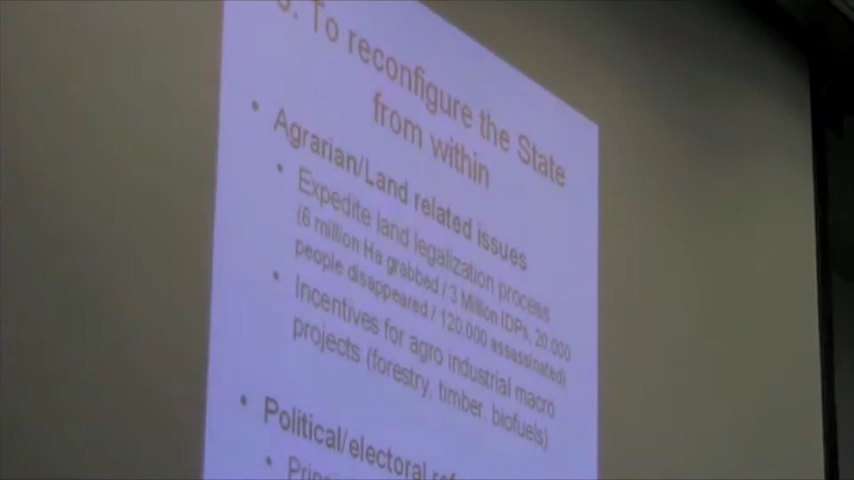 . To reconfigure the State
from within
• Agrarian/Land related issues
• Expedite land legalization process
(6 million Ha grabbed / 3 Million IDPs, 20,000
people disappeared / 120,000 assassinated)
• Incentives for agro industrial macro
projects (forestry, timber, biofuels)
• Political/electoral
•